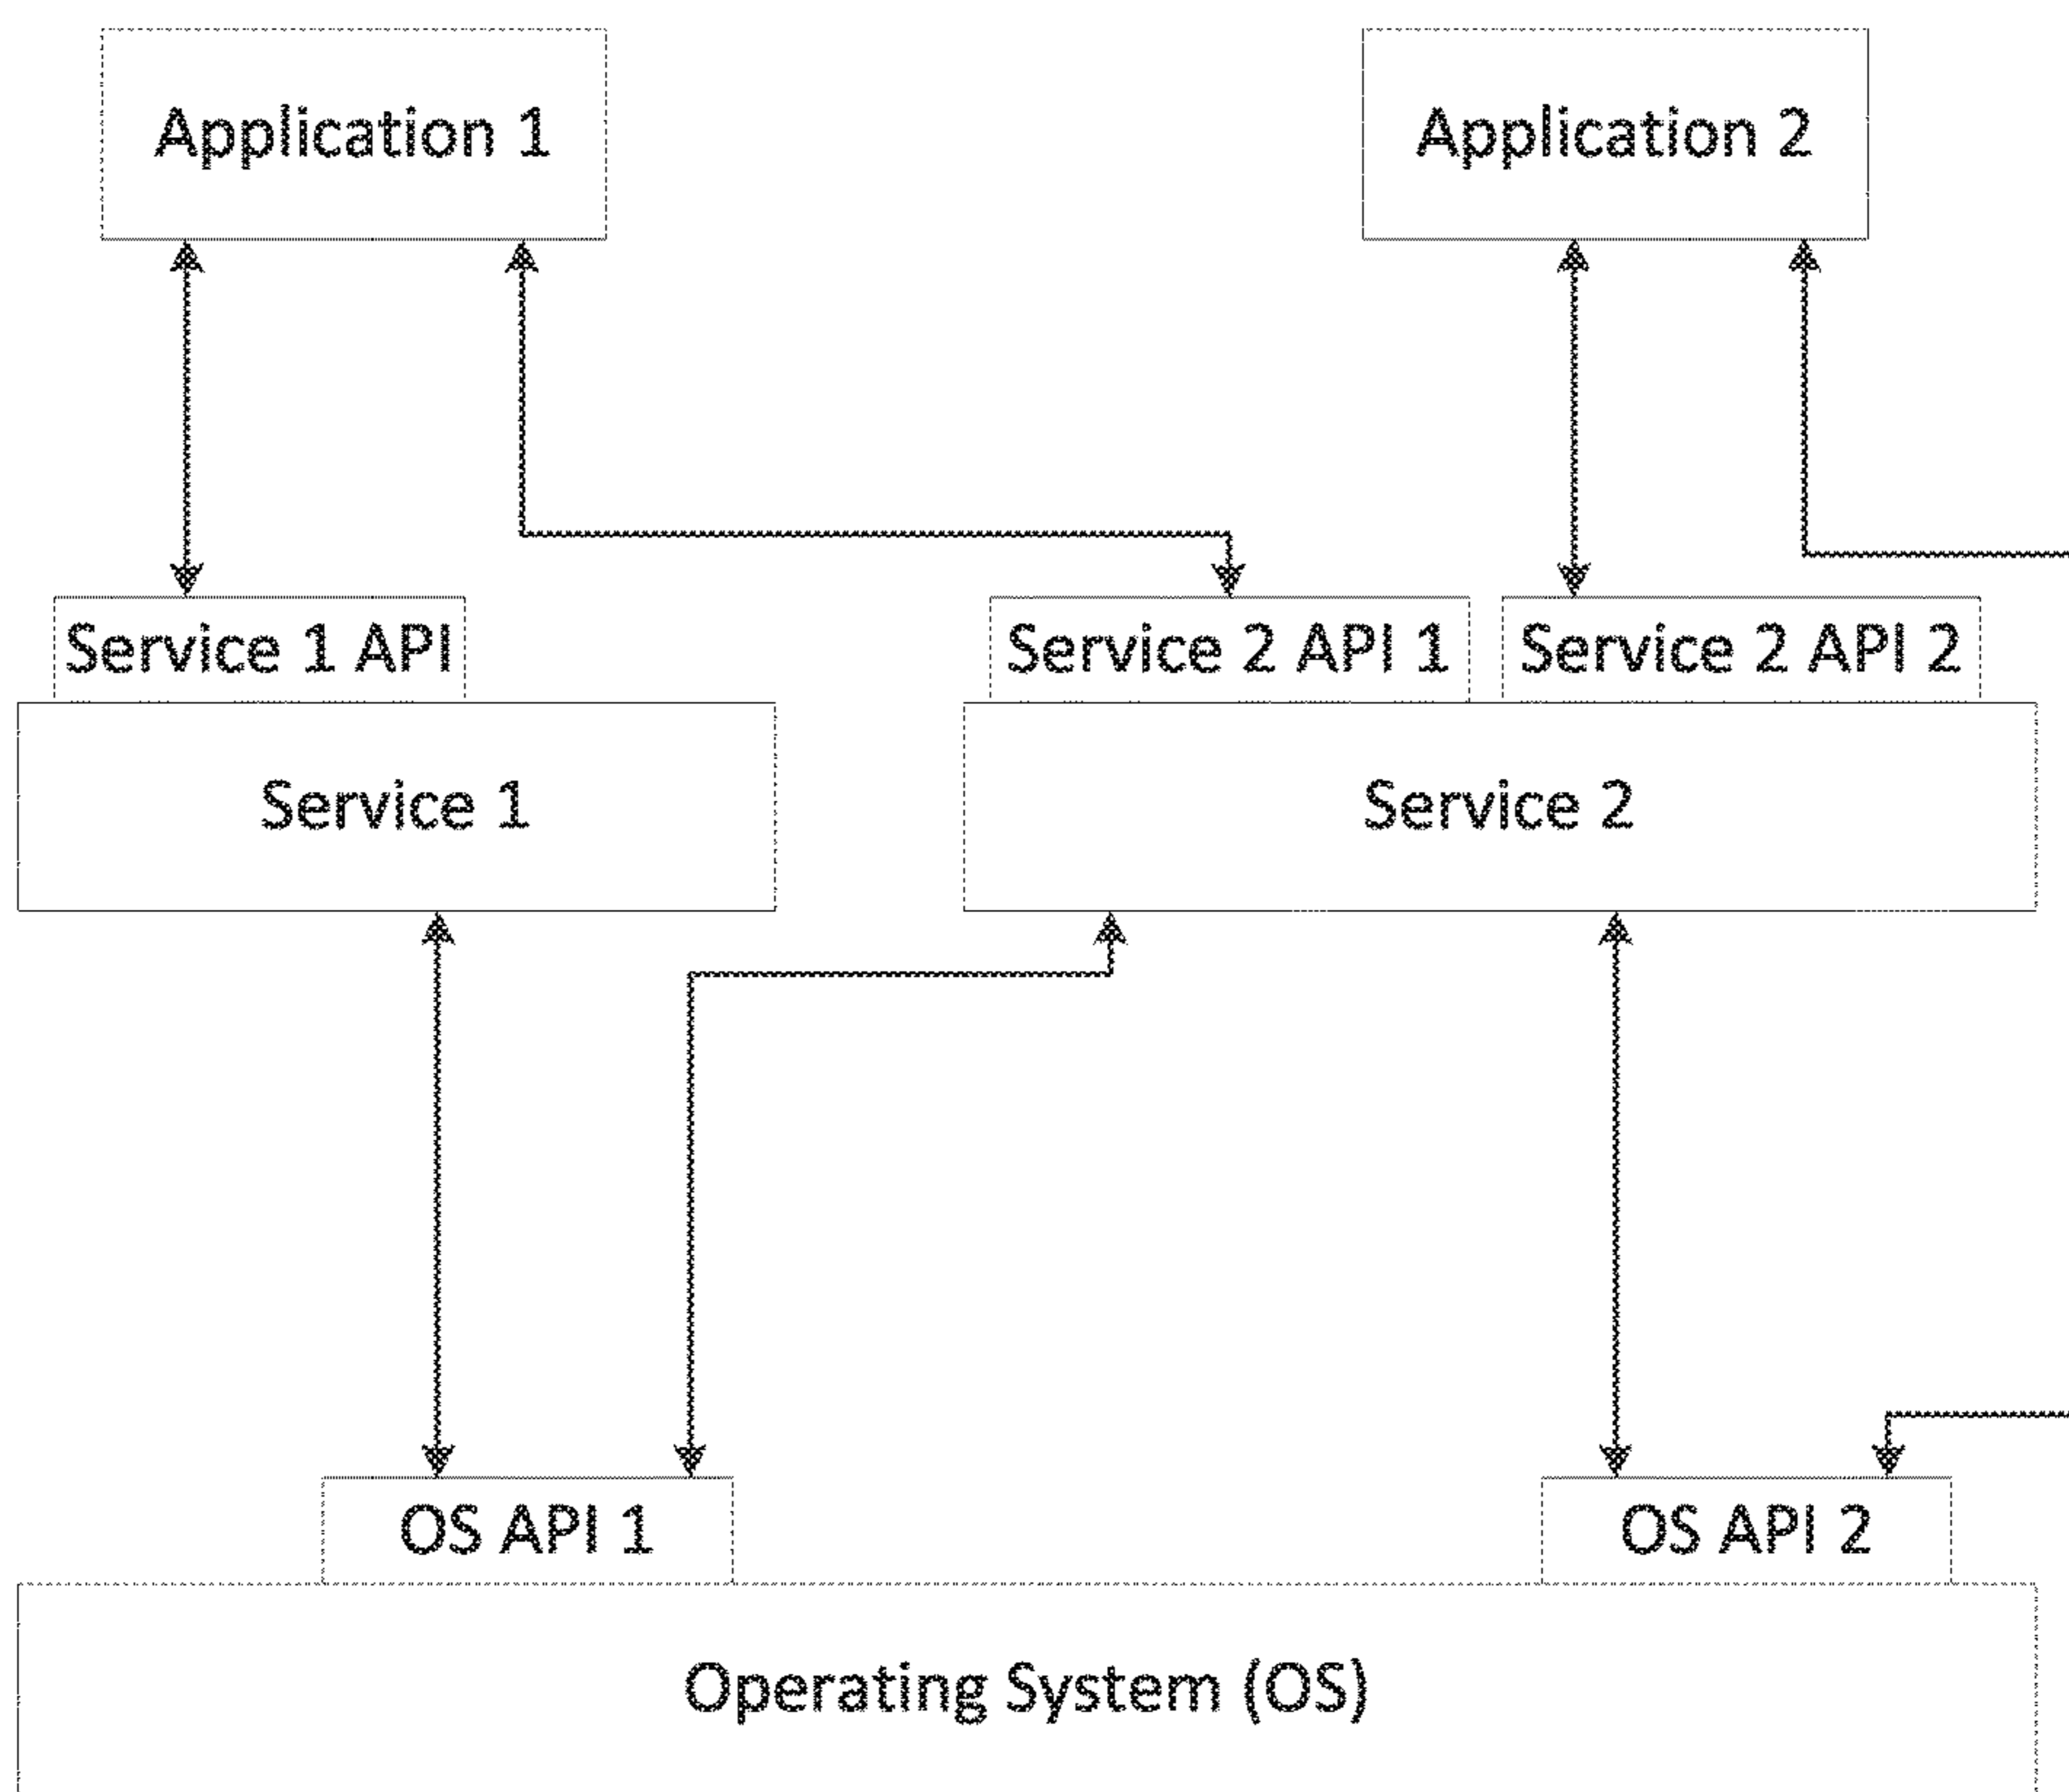 Application 1
Application 2
Service 1 API
Service 2 API 1
Service 2 API 2
Service 1
Service 2
OS API 1
OS API 2
Operating System (OS)